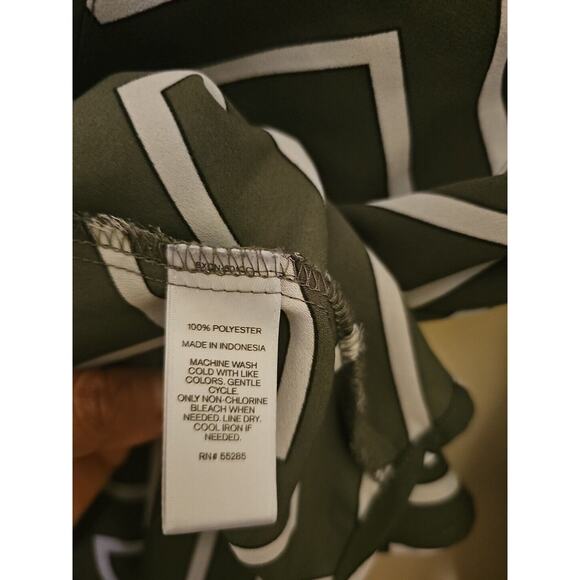 100% POLYESTER
MADE IN INDONESIA
MACHINE WASH
COLD WITH LIKE
COLORS. GENTLE
CYCLE.
ONLY NON-CHLORINE
BLEACH WHEN
NEEDED. LINE DRY.
COOL IRON IF
NEEDED.
RN# 55285